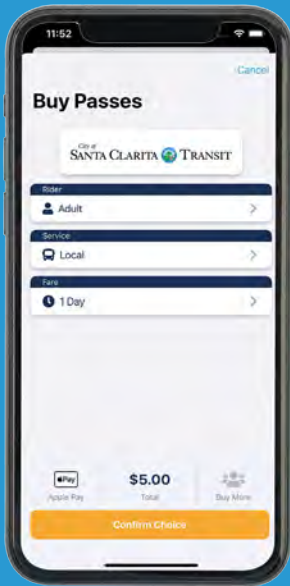 11:52
Cancel
Buy Passes
City of
SANTA CLARITA TRANSIT
Rider
Adult
Service
Local
Fare
1 Day
Pay $5.00
Apple Pay Total Buy More
Confirm Choice